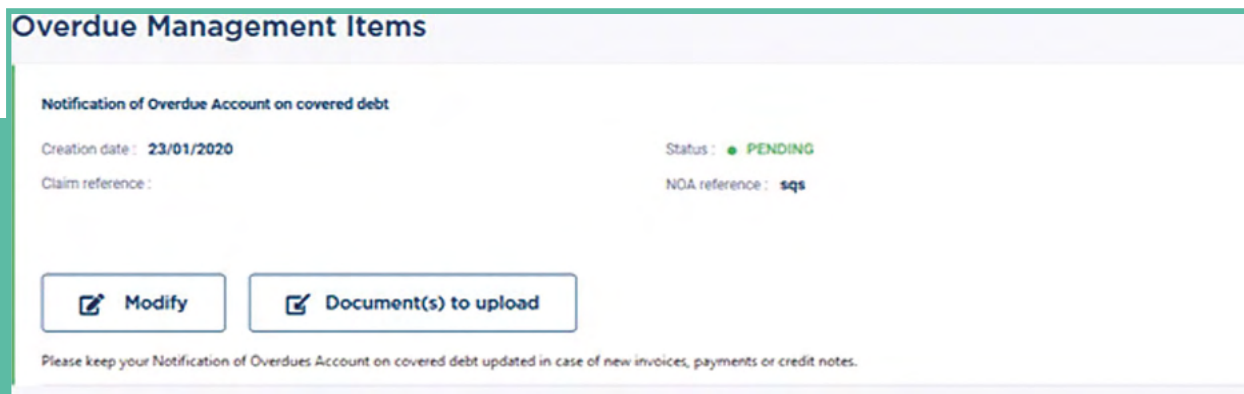 Overdue Management Items
Notification of Overdue Account on covered debt
Creation date : 23/01/2020
Status : PENDING
Claim reference :
NOA reference : sqs
Modify
Document(s) to upload
Please keep your Notification of Overdues Account on covered debt updated in case of new invoices, payments or credit notes.